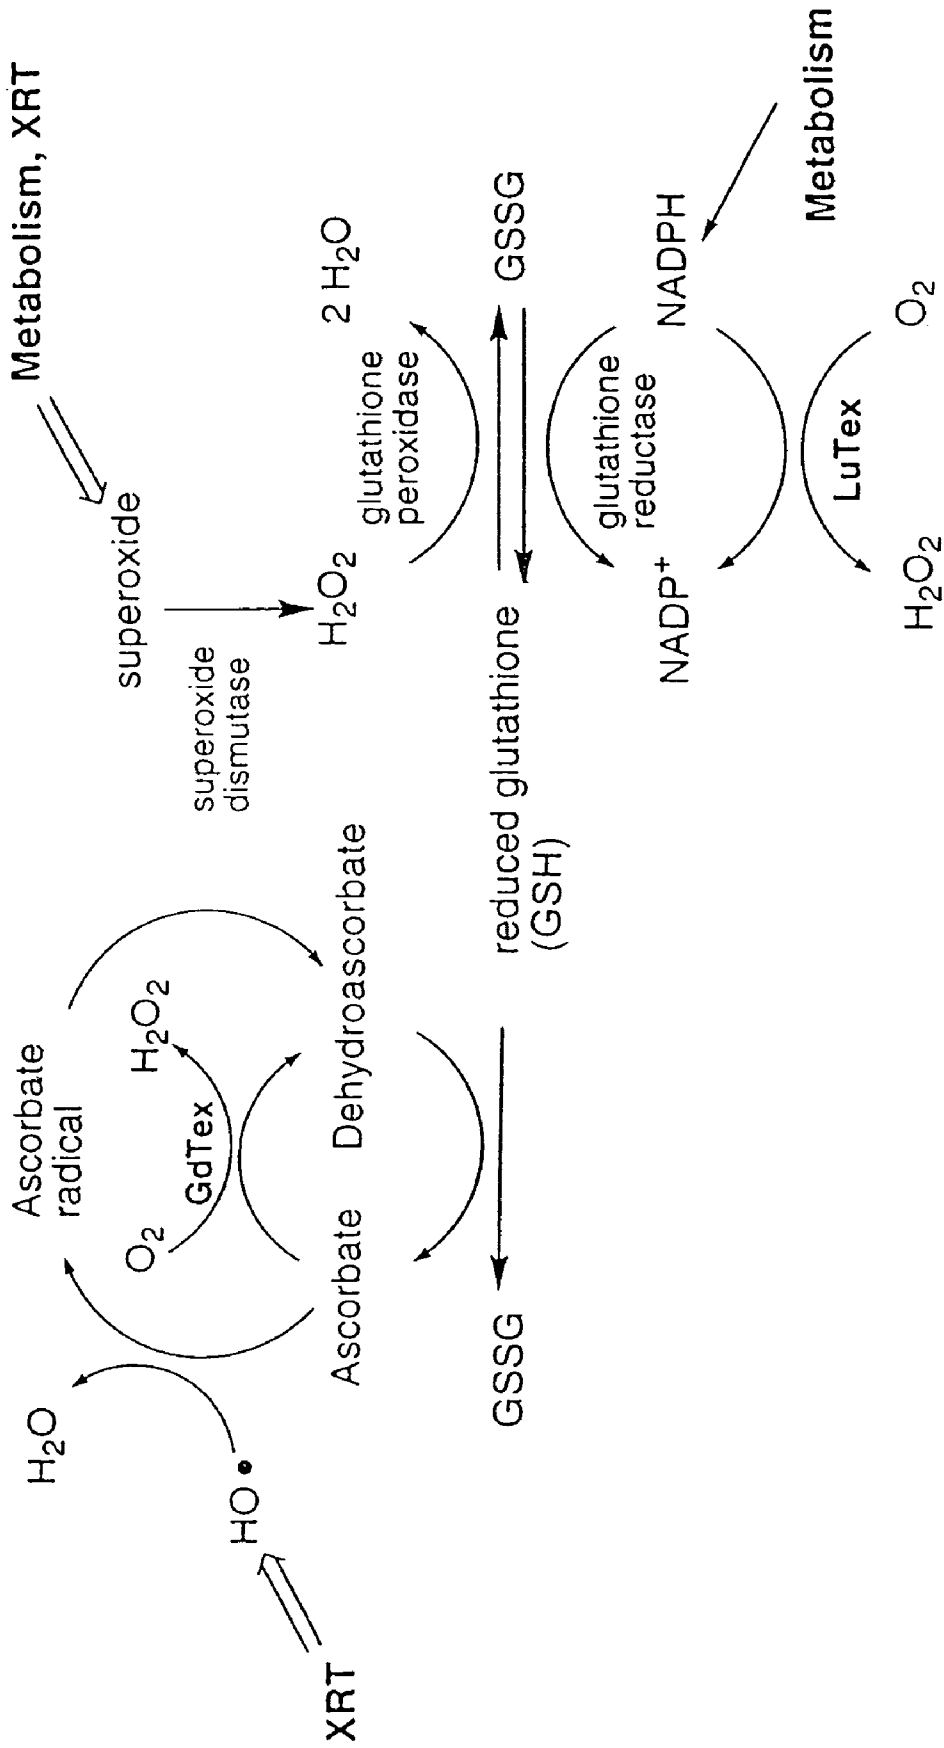 Metabolism, XRT
superoxide
superoxide
dismutase
H₂O₂
glutathione
peroxidase
2 H₂O
Ascorbate
radical
H₂O
HO•
XRT
O₂
GdTex
H₂O₂
Ascorbate
Dehydroascorbate
GSSG
reduced glutathione
(GSH)
GSSG
glutathione
reductase
NADP⁺
NADPH
Metabolism
LuTex
H₂O₂
O₂